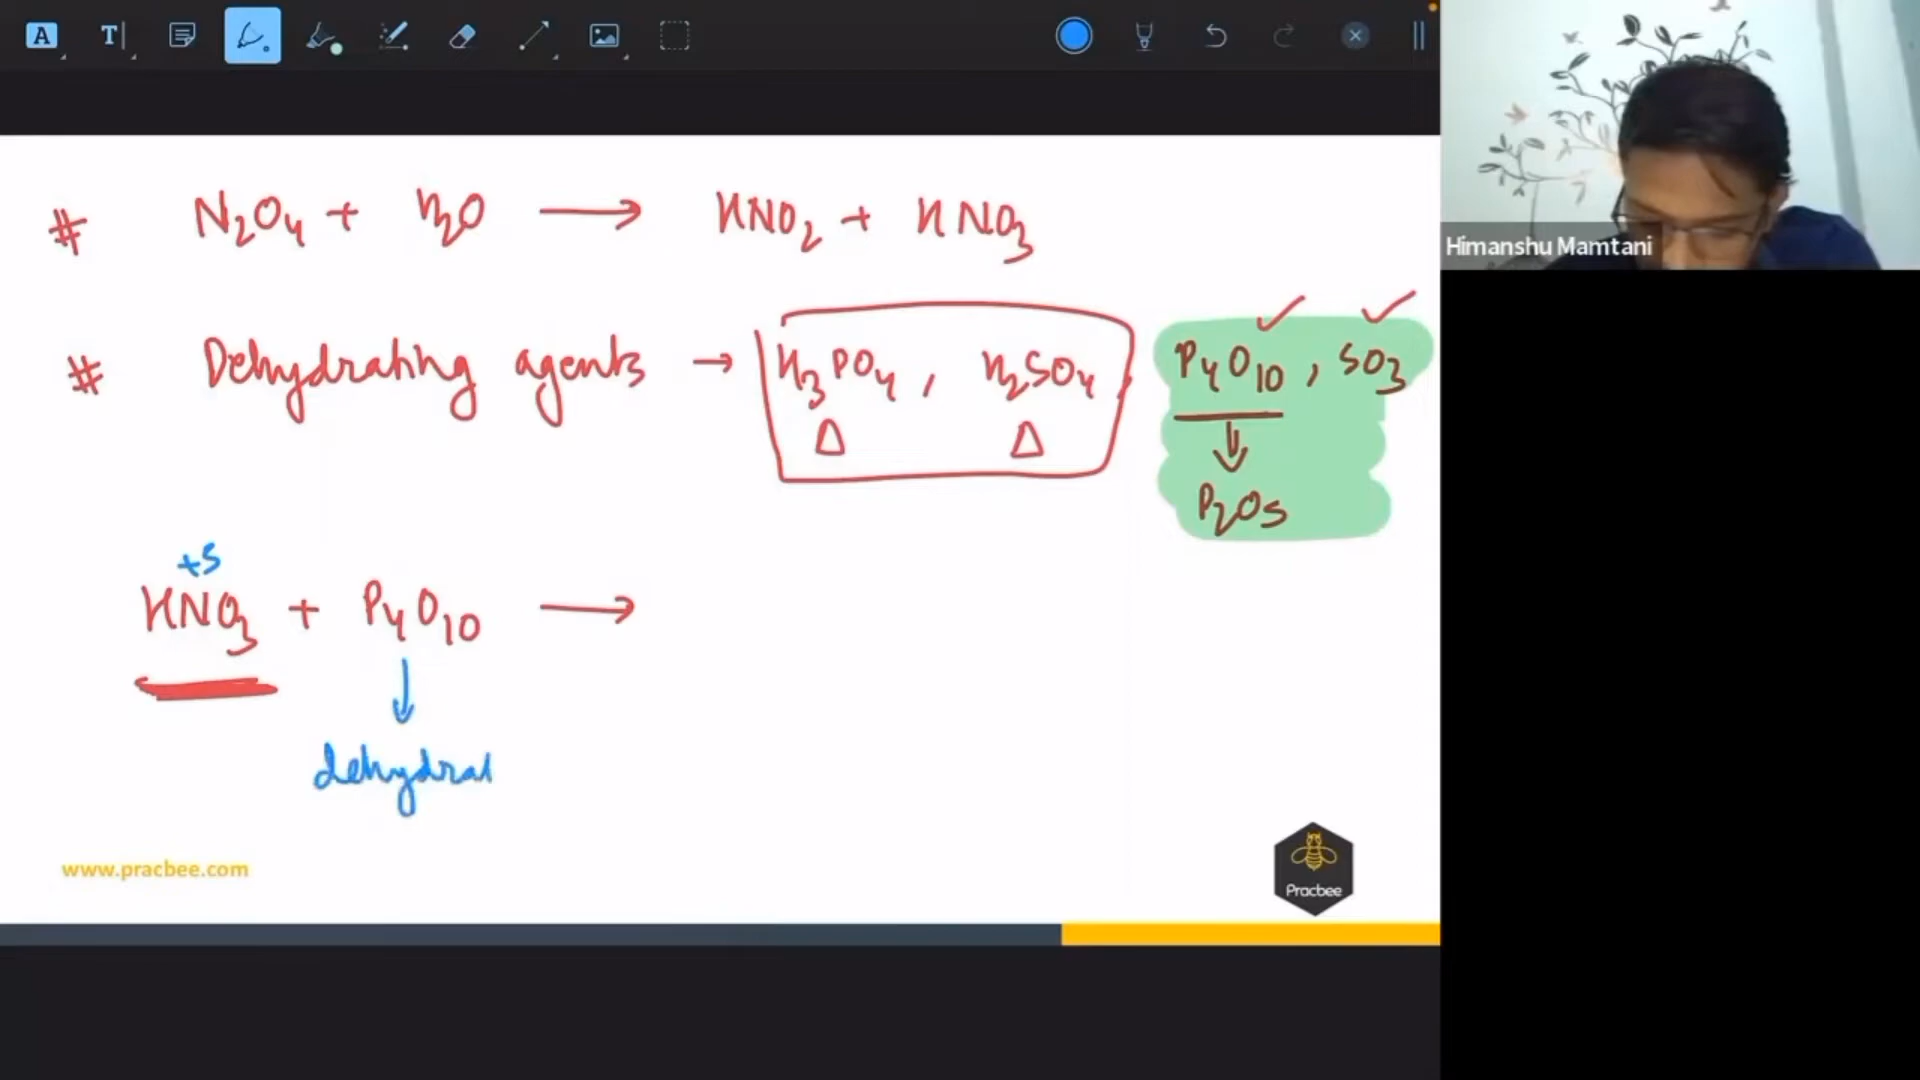 A T|
# N2O4 + H2O ⟶ HNO2 + HNO3
# Dehydrating agents → H3PO4, H2SO4, P4O10, SO3
Δ Δ
↓
P2O5
+5
HNO3 + P4O10 ⟶
↓
dehydrat
www.pracbee.com
Pracbee
Himanshu Mamtani